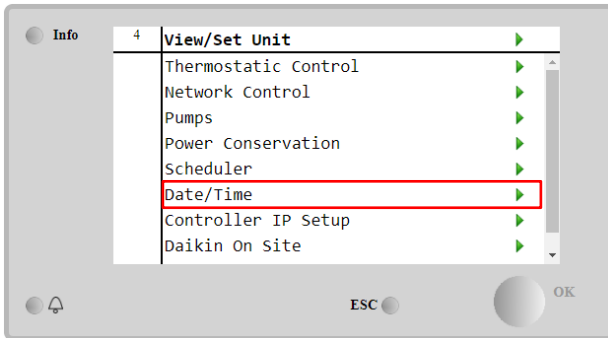 Info
4 View/Set Unit
Thermostatic Control
Network Control
Pumps
Power Conservation
Scheduler
Date/Time
Controller IP Setup
Daikin On Site
ESC
OK